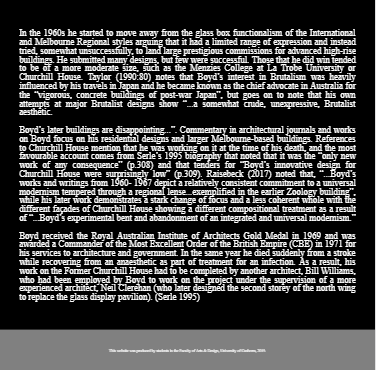 In the 1960s he started to move away from the glass box functionalism of the International
and Melbourne Regional styles arguing that it had a limited range of expression and instead
tried, somewhat unsuccessfully, to land large prestigious commissions for advanced high-rise
buildings. He submitted many designs, but few were successful. Those that he did win tended
to be of a more moderate size, such as the Menzies College at La Trobe University or
Churchill House. Taylor (1990:80) notes that Boyd's interest in Brutalism was heavily
influenced by his travels in Japan and he became known as the chief advocate in Australia for
the "vigorous, concrete buildings of post-war Japan", but goes on to note that his own
attempts at major Brutalist designs show "...a somewhat crude, unexpressive, Brutalist
aesthetic.
Boyd's later buildings are disappointing...". Commentary in architectural journals and works
on Boyd focus on his residential designs and larger Melbourne-based buildings. References
to Churchill House mention that he was working on it at the time of his death, and the most
favourable account comes from Serle's 1995 biography that noted that it was the "only new
work of any consequence" (p.308) and that tenders for "Boyd's innovative design for
Churchill House were surprisingly low" (p.309). Raisebeck (2017) noted that, "...Boyd's
works and writings from 1960- 1967 depict a relatively consistent commitment to a universal
modernism tempered through a regional lense...exemplified in the earlier Zoology building",
while his later work demonstrates a stark change of focus and a less coherent whole with the
different façades of Churchill House showing a different compositional treatment as a result
of "...Boyd's experimental bent and abandonment of an integrated and universal modernism."
Boyd received the Royal Australian Institute of Architects Gold Medal in 1969 and was
awarded a Commander of the Most Excellent Order of the British Empire (CBE) in 1971 for
his services to architecture and government. In the same year he died suddenly from a stroke
while recovering from an anaesthetic as part of treatment for an infection. As a result, his
work on the Former Churchill House had to be completed by another architect, Bill Williams,
who had been employed by Boyd to work on the project under the supervision of a more
experienced architect, Neil Clerehan (who later designed the second storey of the north wing
to replace the glass display pavilion). (Serle 1995)
This website was produced by students in the Faculty of Arts & Design, University of Canberra,